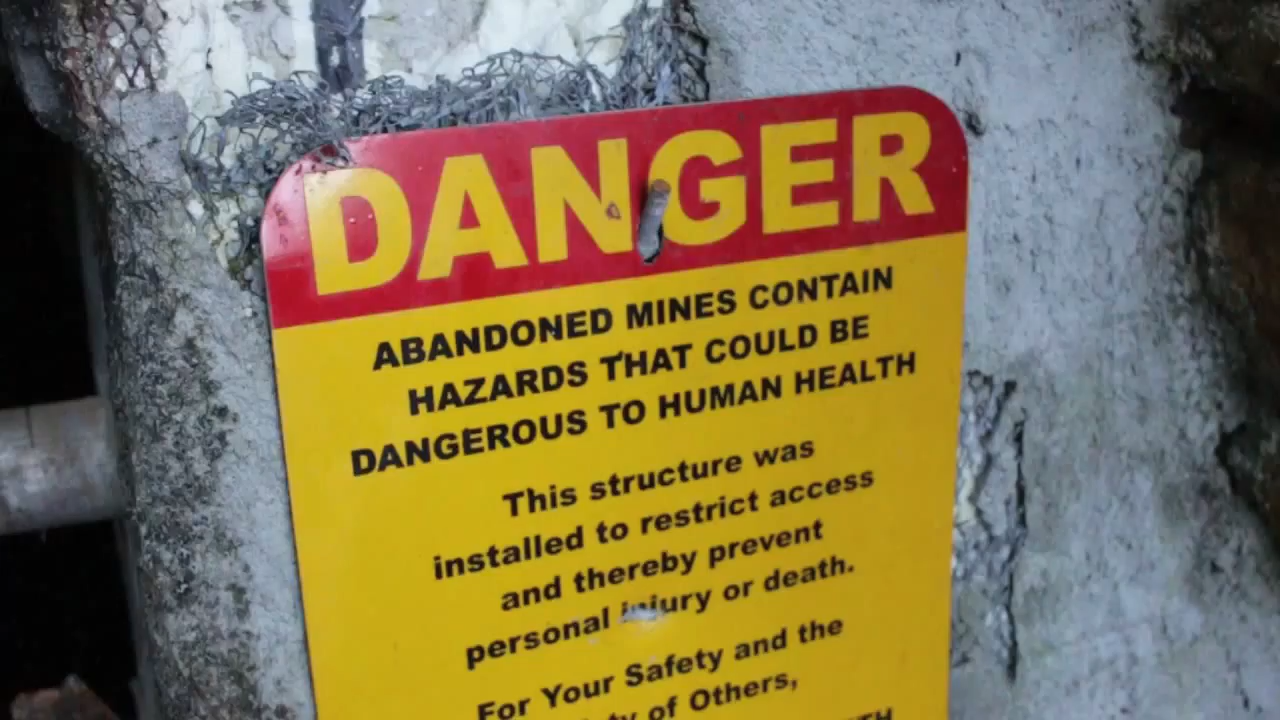 DANGER
ABANDONED MINES CONTAIN
HAZARDS THAT COULD BE
DANGEROUS TO HUMAN HEALTH
This structure was
installed to restrict access
and thereby prevent
personal injury or death.
For Your Safety and the
of Others,